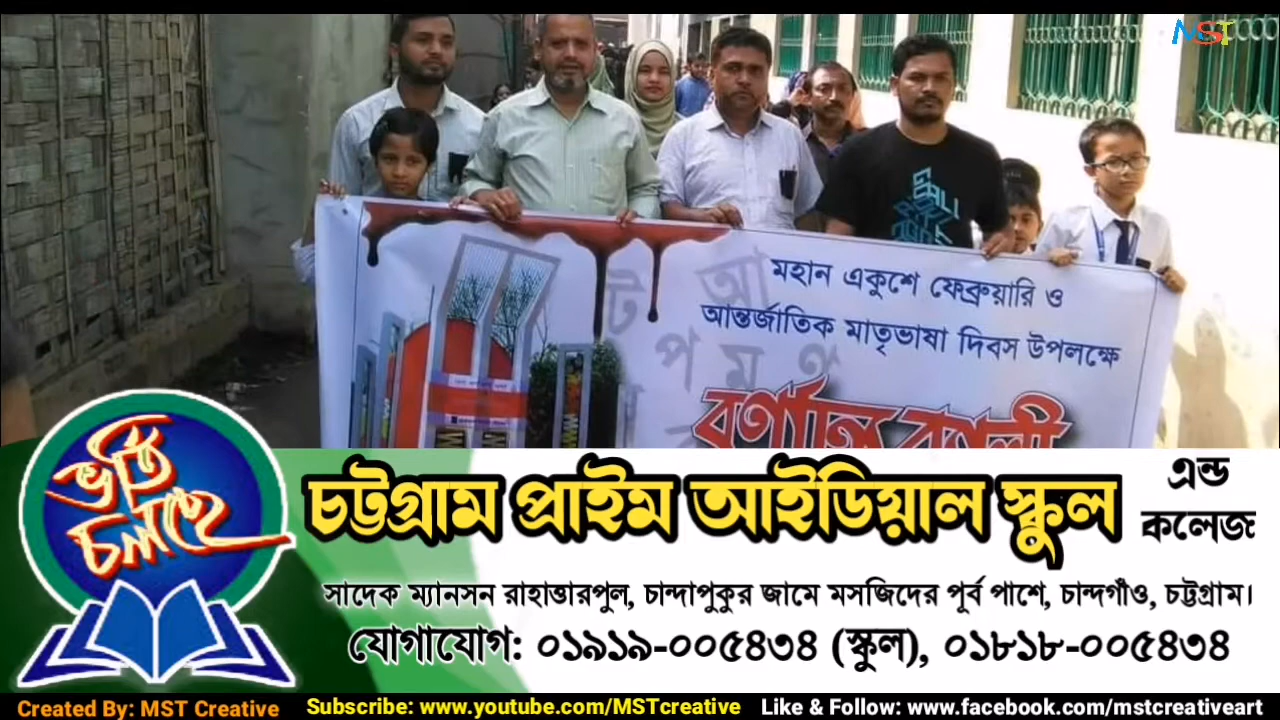 MST
মহান একুশে ফেব্রুয়ারি ও
আন্তর্জাতিক মাতৃভাষা দিবস উপলক্ষে
বর্ণাঢ্য র‍্যালী
ট আ
প ম ণ
ভর্তি
চলছে
চট্টগ্রাম প্রাইম আইডিয়াল স্কুল
এন্ড
কলেজ
সাদেক ম্যানসন রাহাত্তারপুল, চান্দাপুকুর জামে মসজিদের পূর্ব পাশে, চান্দগাঁও, চট্টগ্রাম।
যোগাযোগ: ০১৯১৯-০০৫৪৩৪ (স্কুল), ০১৮১৮-০০৫৪৩৪
Created By: MST Creative
Subscribe: www.youtube.com/MSTcreative
Like & Follow: www.facebook.com/mstcreativeart